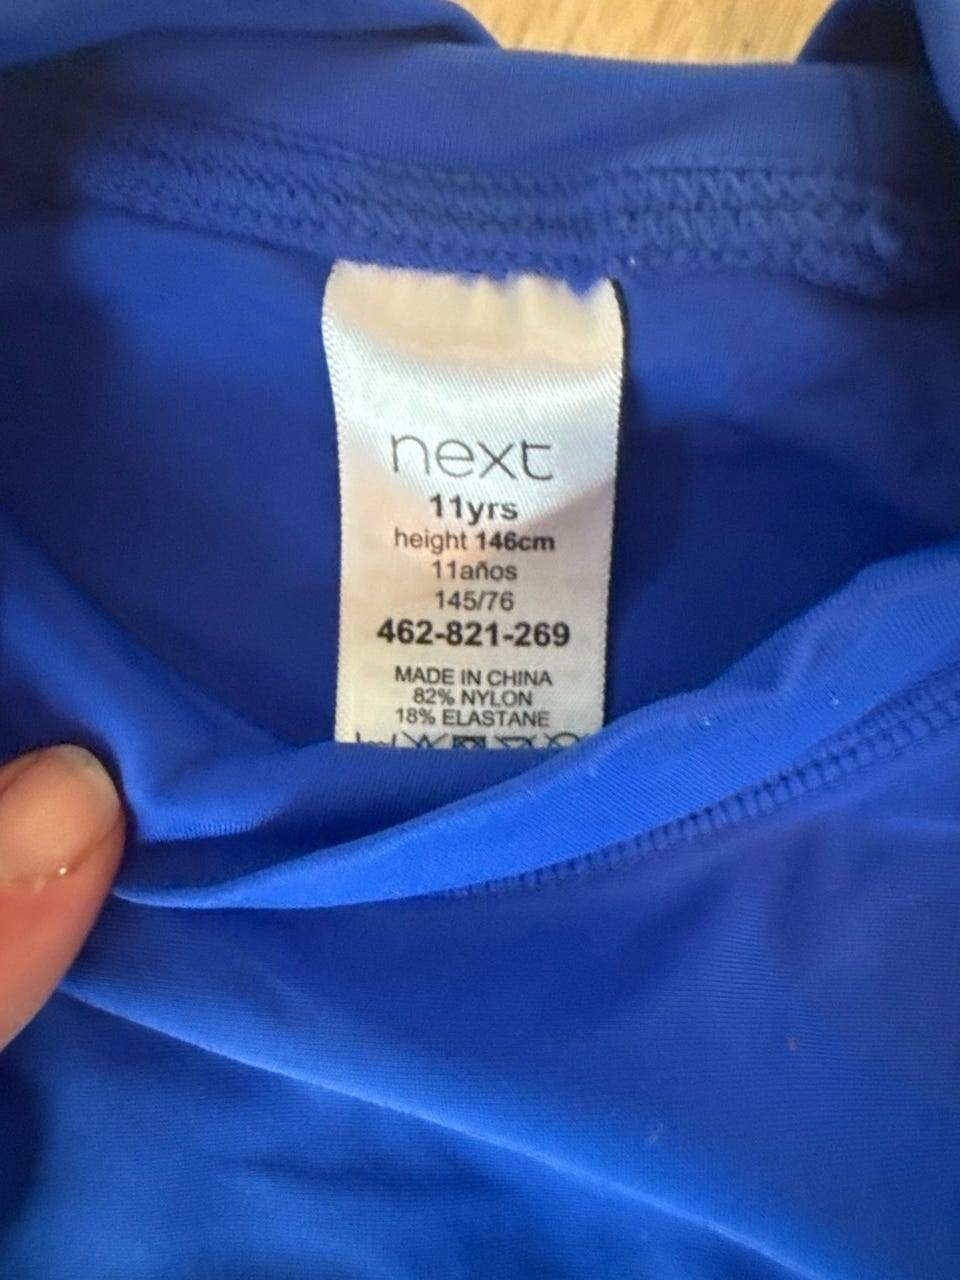 next
11yrs
height 146cm
11años
145/76
462-821-269
MADE IN CHINA
82% NYLON
18% ELASTANE